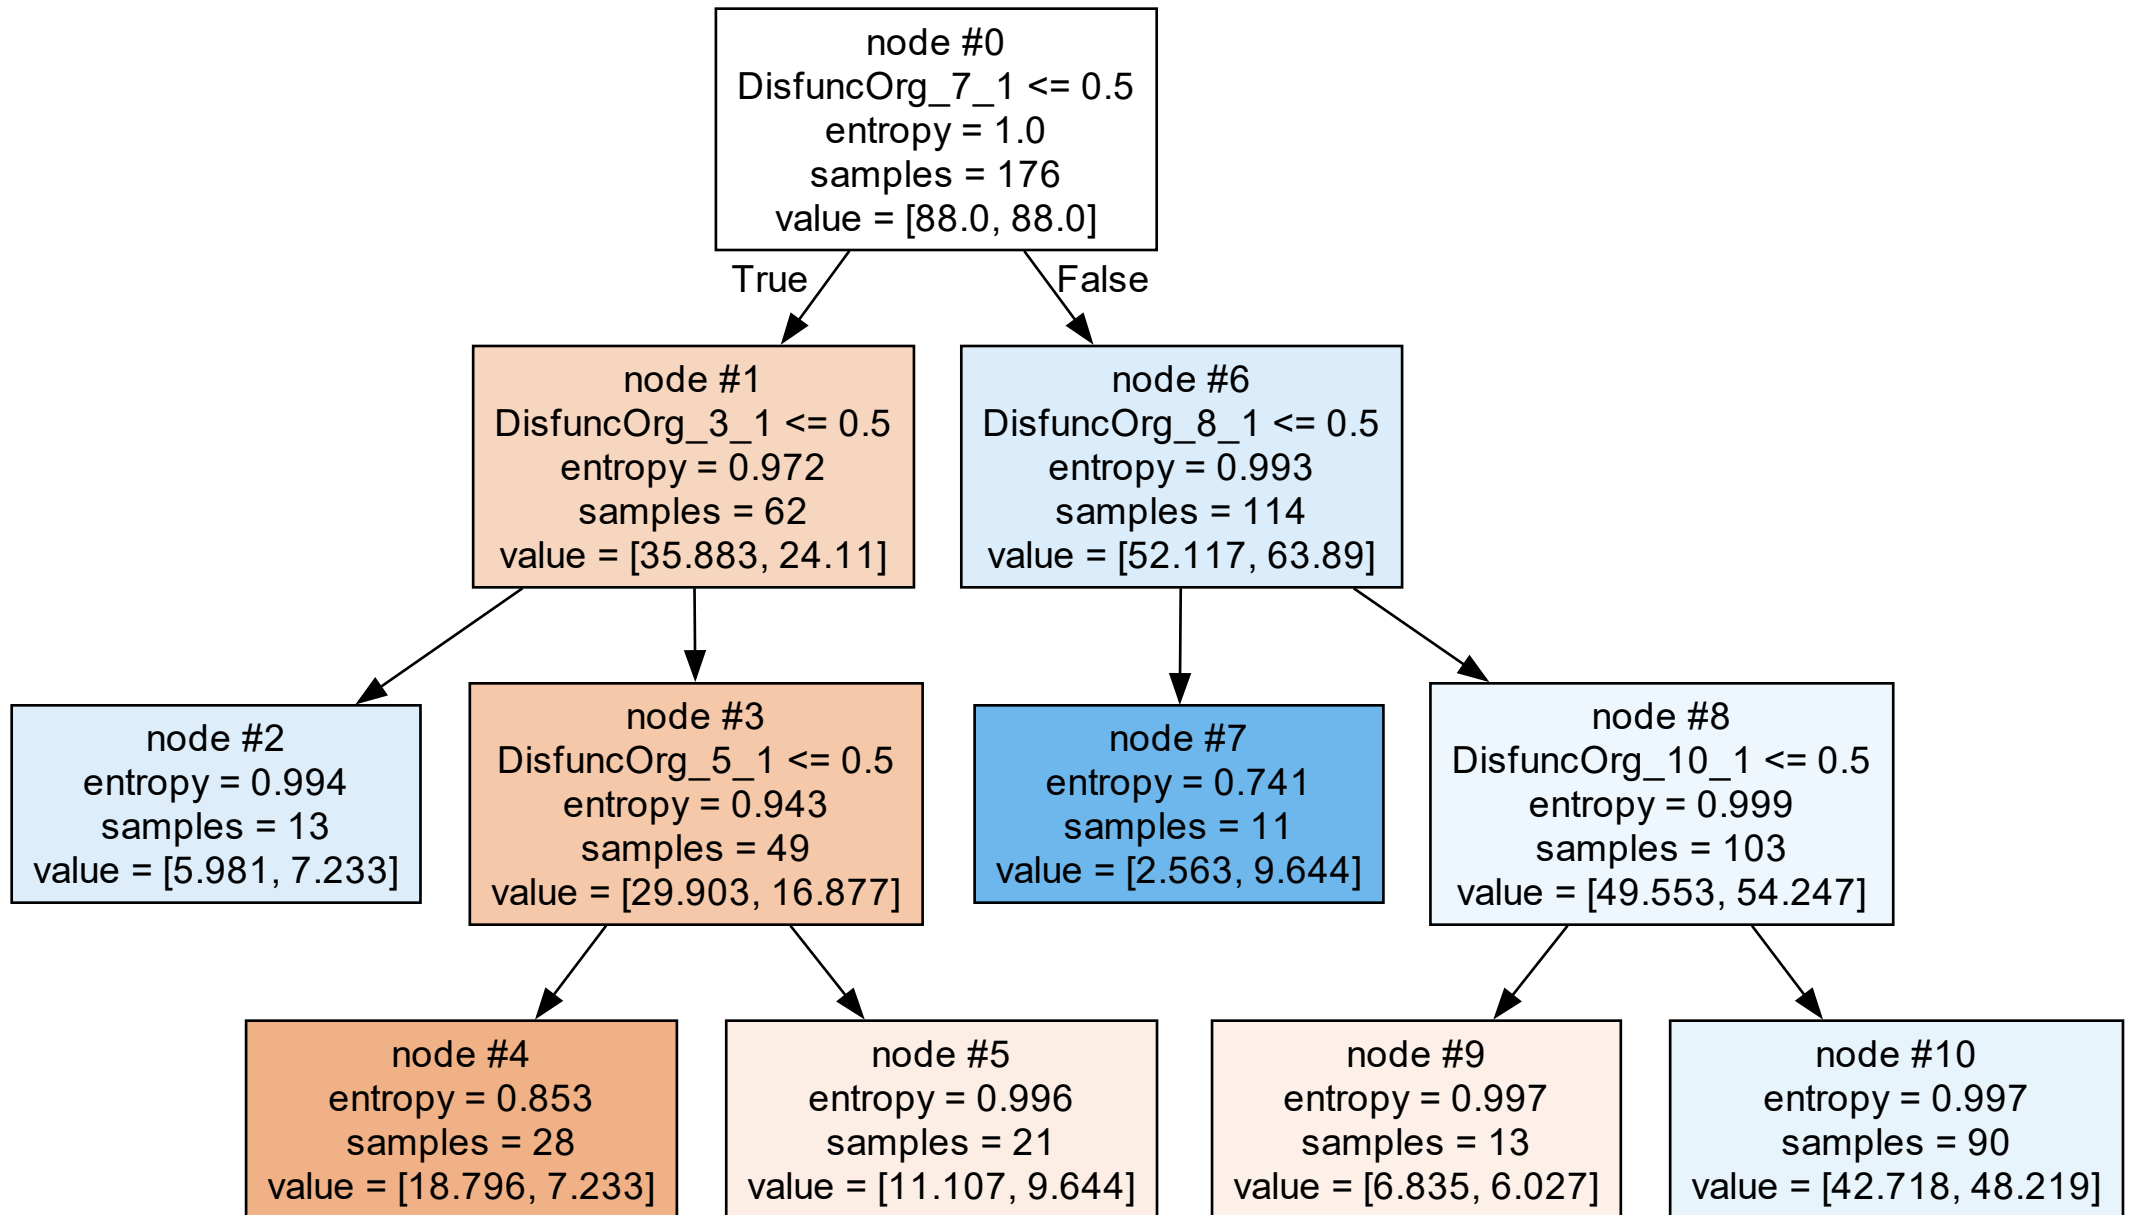 node #0
DisfuncOrg_7_1 <= 0.5
entropy = 1.0
samples = 176
value = [88.0, 88.0]
True
False
node #1
DisfuncOrg_3_1 <= 0.5
entropy = 0.972
samples = 62
value = [35.883, 24.11]
node #6
DisfuncOrg_8_1 <= 0.5
entropy = 0.993
samples = 114
value = [52.117, 63.89]
node #2
entropy = 0.994
samples = 13
value = [5.981, 7.233]
node #3
DisfuncOrg_5_1 <= 0.5
entropy = 0.943
samples = 49
value = [29.903, 16.877]
node #7
entropy = 0.741
samples = 11
value = [2.563, 9.644]
node #8
DisfuncOrg_10_1 <= 0.5
entropy = 0.999
samples = 103
value = [49.553, 54.247]
node #4
entropy = 0.853
samples = 28
value = [18.796, 7.233]
node #5
entropy = 0.996
samples = 21
value = [11.107, 9.644]
node #9
entropy = 0.997
samples = 13
value = [6.835, 6.027]
node #10
entropy = 0.997
samples = 90
value = [42.718, 48.219]